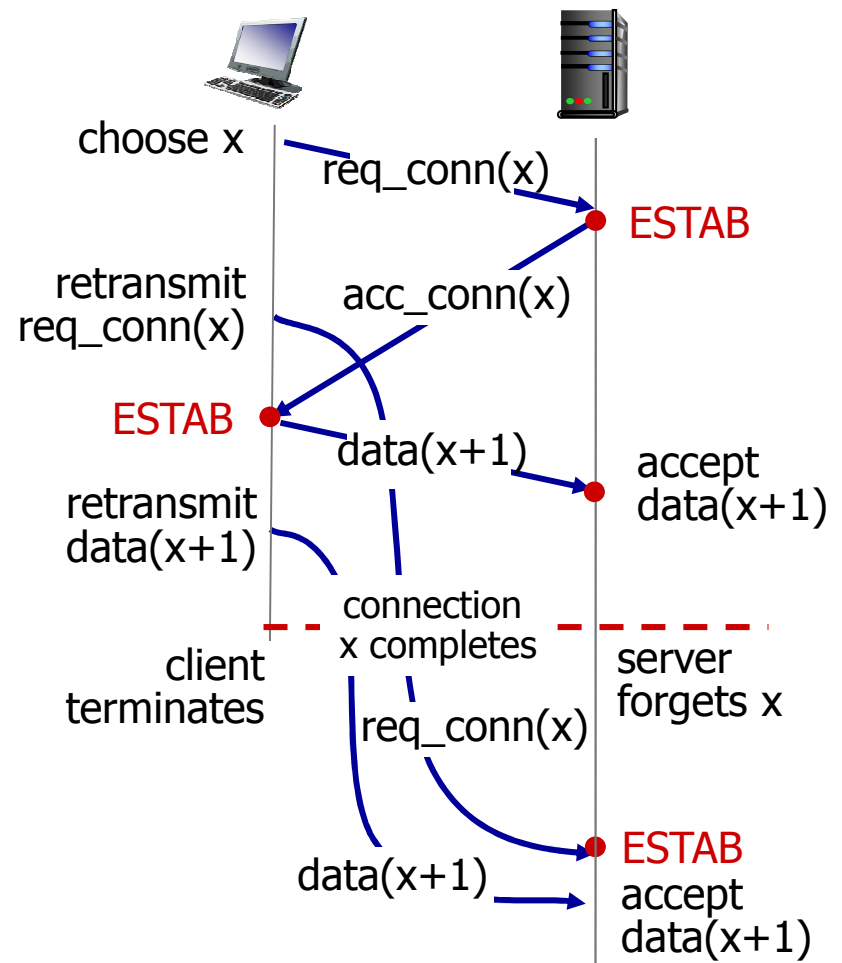 choose x
req_conn(x)
ESTAB
retransmit
req_conn(x)
acc_conn(x)
ESTAB
data(x+1)
accept
data(x+1)
retransmit
data(x+1)
connection
x completes
client
terminates
server
forgets x
req_conn(x)
ESTAB
data(x+1)
accept
data(x+1)